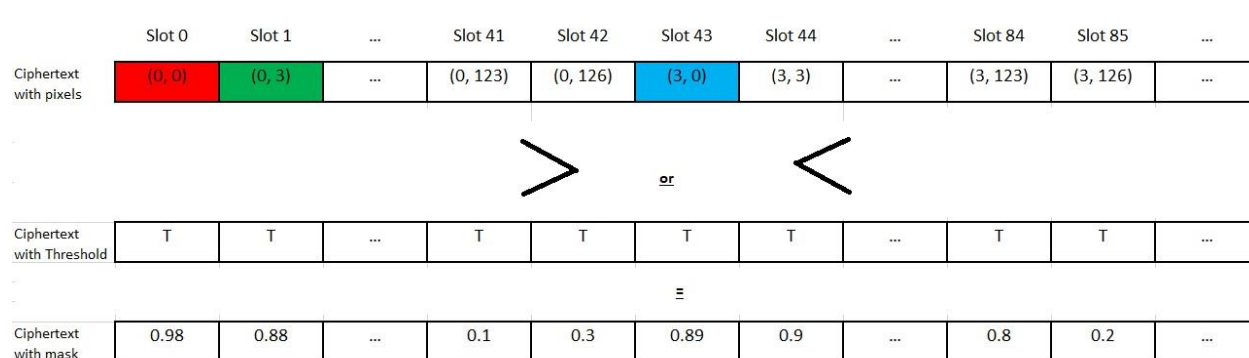 Slot 0 Slot 1 ... Slot 41 Slot 42 Slot 43 Slot 44 ... Slot 84 Slot 85 ...
Ciphertext with pixels (0, 0) (0, 3) ... (0, 123) (0, 126) (3, 0) (3, 3) ... (3, 123) (3, 126) ...
> or <
Ciphertext with Threshold T T ... T T T T ... T T ...
=
Ciphertext with mask 0.98 0.88 ... 0.1 0.3 0.89 0.9 ... 0.8 0.2 ...